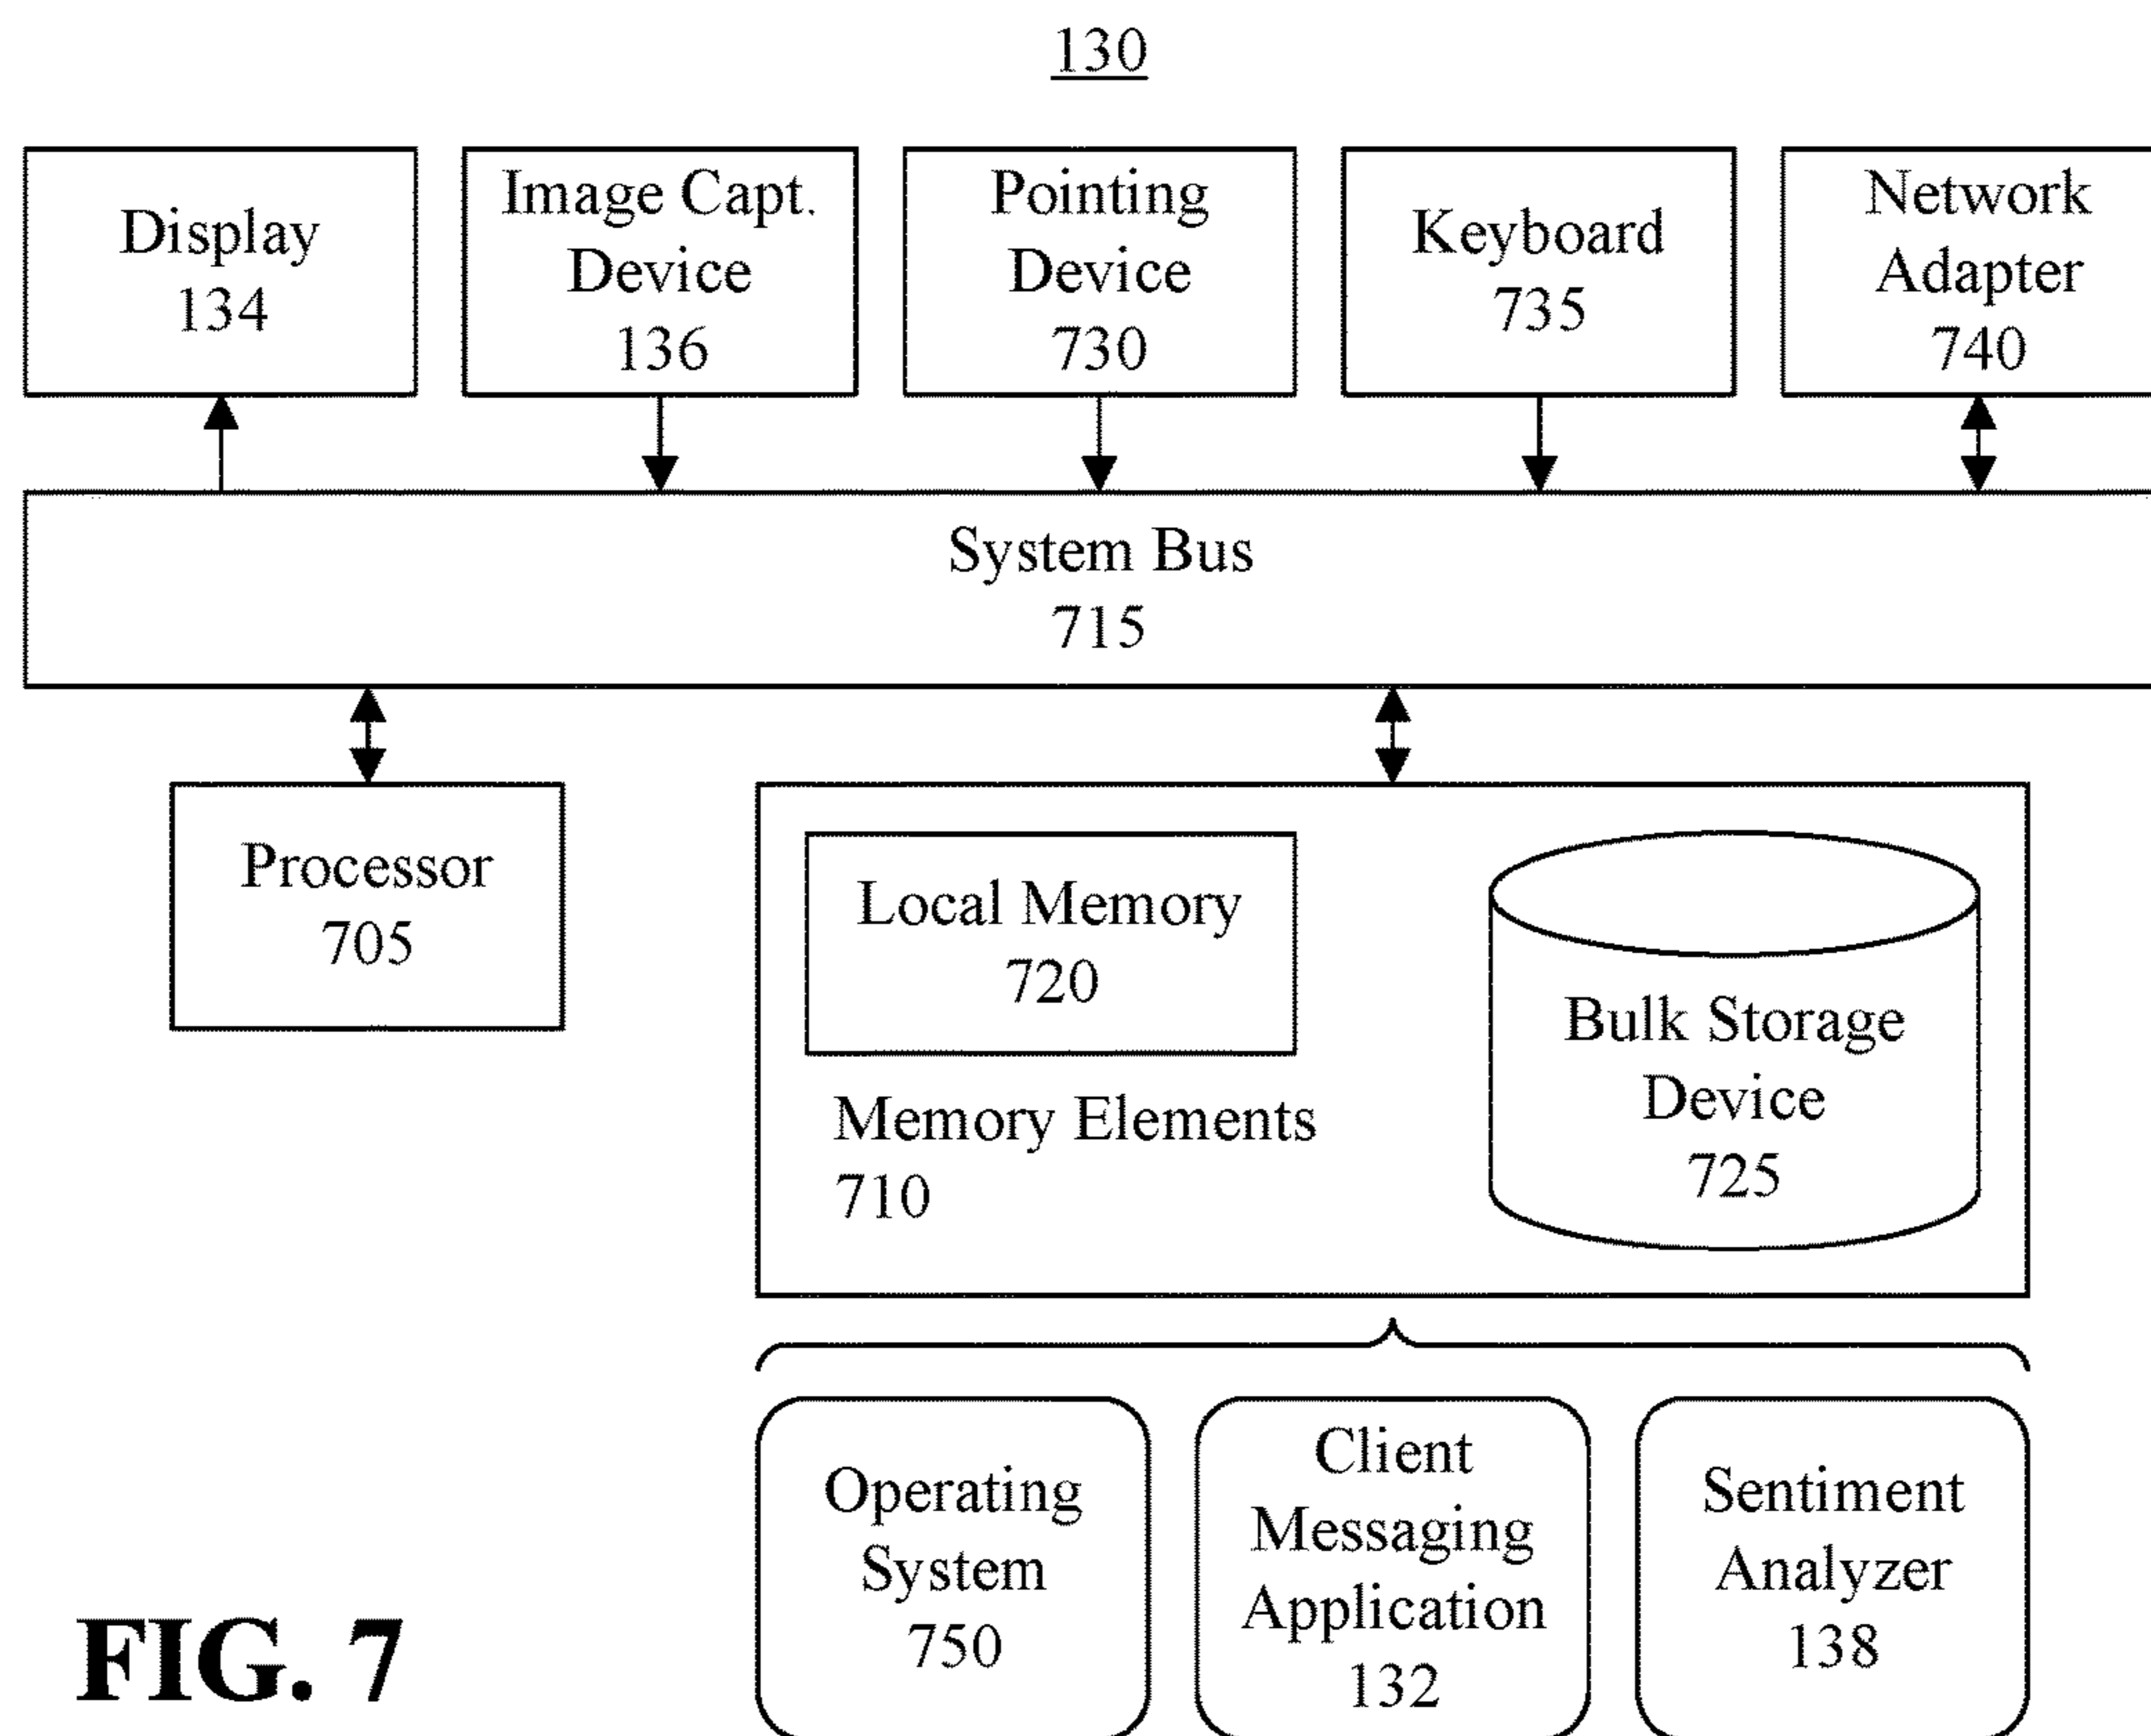 130
Display
134
Image Capt.
Device
136
Pointing
Device
730
Keyboard
735
Network
Adapter
740
System Bus
715
Processor
705
Local Memory
720
Memory Elements
710
Bulk Storage
Device
725
Operating
System
750
Client
Messaging
Application
132
Sentiment
Analyzer
138
FIG. 7